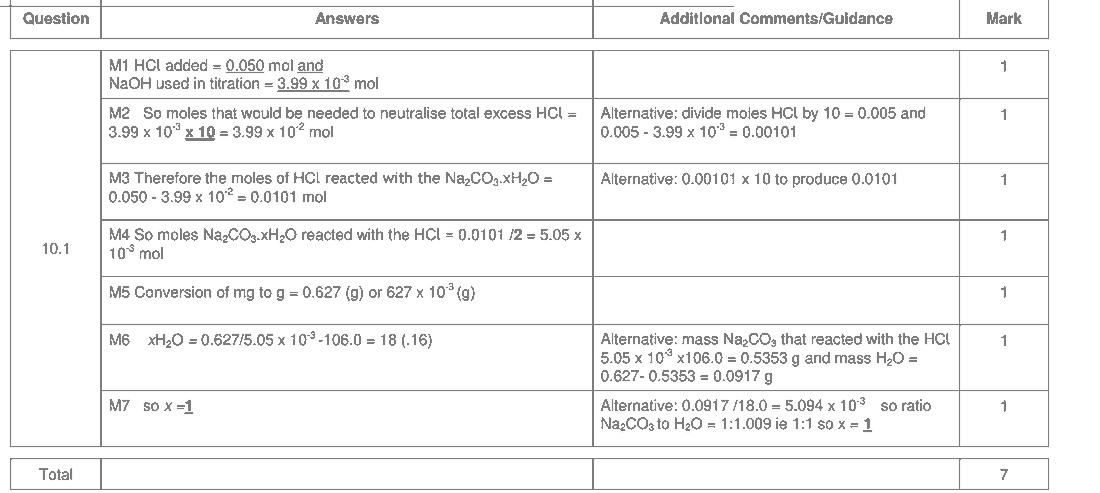 Question Answers Additional Comments/Guidance Mark
M1 HCl added = 0.050 mol and
NaOH used in titration = 3.99 x 10⁻³ mol
1
M2 So moles that would be needed to neutralise total excess HCl =
3.99 x 10⁻³ x 10 = 3.99 x 10⁻² mol
Alternative: divide moles HCl by 10 = 0.005 and
0.005 - 3.99 x 10⁻³ = 0.00101
1
M3 Therefore the moles of HCl reacted with the Na₂CO₃.xH₂O =
0.050 - 3.99 x 10⁻² = 0.0101 mol
Alternative: 0.00101 x 10 to produce 0.0101
1
10.1
M4 So moles Na₂CO₃.xH₂O reacted with the HCl = 0.0101 /2 = 5.05 x
10⁻³ mol
1
M5 Conversion of mg to g = 0.627 (g) or 627 x 10⁻³ (g)
1
M6 xH₂O = 0.627/5.05 x 10⁻³ -106.0 = 18 (.16)
Alternative: mass Na₂CO₃ that reacted with the HCl
5.05 x 10⁻³ x106.0 = 0.5353 g and mass H₂O =
0.627- 0.5353 = 0.0917 g
1
M7 so x =1
Alternative: 0.0917 /18.0 = 5.094 x 10⁻³ so ratio
Na₂CO₃ to H₂O = 1:1.009 ie 1:1 so x = 1
1
Total 7